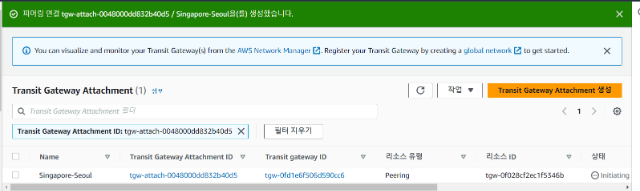 피어링 연결 tgw-attach-0048000dd832b40d5 / Singapore-Seoul을(를) 생성했습니다.
You can visualize and monitor your Transit Gateway(s) from the AWS Network Manager. Register your Transit Gateway by creating a global network to get started.
Transit Gateway Attachment (1) 정보
작업
Transit Gateway Attachment 생성
Transit Gateway Attachment 필터
1
Transit Gateway Attachment ID: tgw-attach-0048000dd832b40d5
필터 지우기
Name Transit Gateway Attachment ID Transit gateway ID 리소스 유형 리소스 ID 상태
Singapore-Seoul tgw-attach-0048000dd832b40d5 tgw-0fd1e6f506d590cc6 Peering tgw-0f028cf2ec1f5346b Initiating